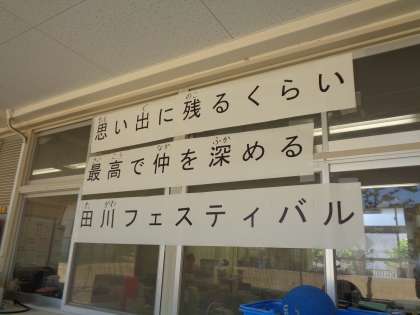 思い出に残るくらい
最高で仲を深める
田川フェスティバル